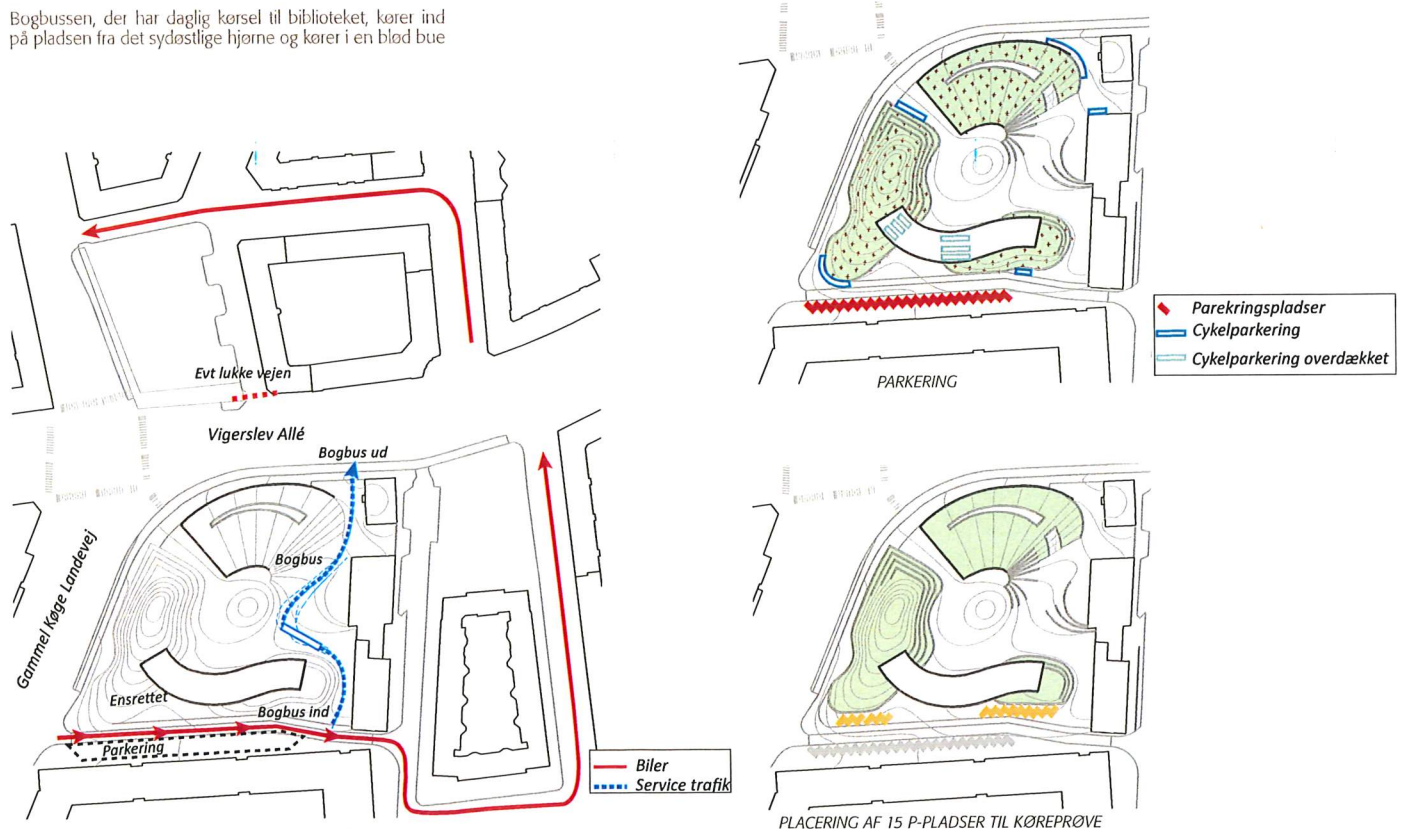 Bogbussen, der har daglig kørsel til biblioteket, kører ind
på pladsen fra det sydøstlige hjørne og kører i en blød bue
Evt lukke vejen
Vigerslev Allé
Bogbus ud
Bogbus
Gammel Køge Landevej
Ensrettet
Bogbus ind
Parkering
Biler
Service trafik
Parekringspladser
Cykelparkering
Cykelparkering overdækket
PARKERING
PLACERING AF 15 P-PLADSER TIL KØREPRØVE